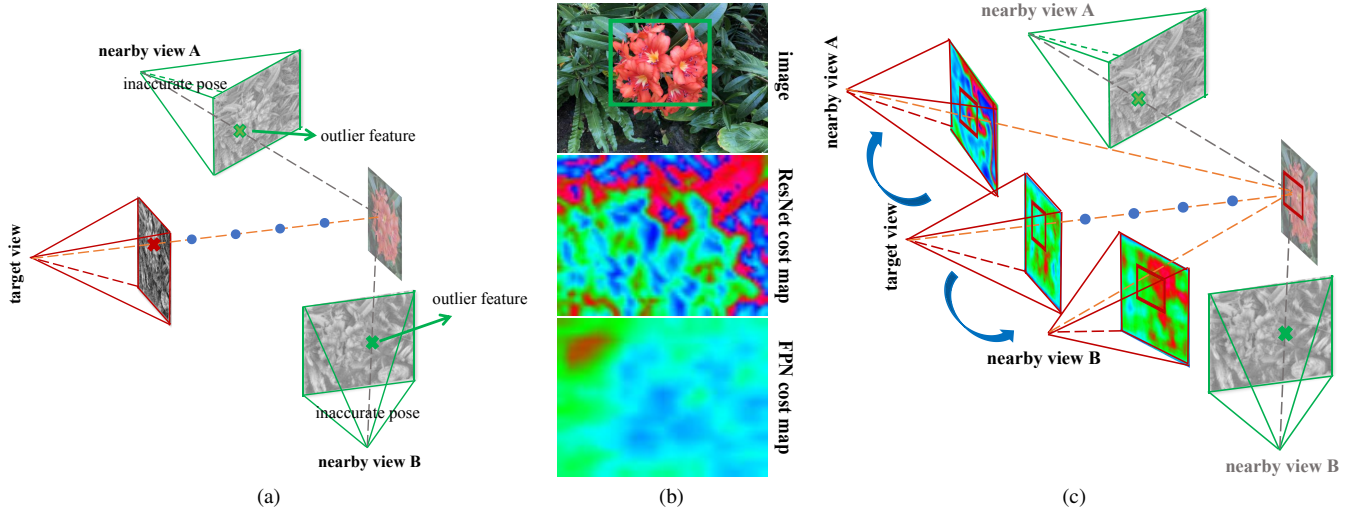 nearby view A
inaccurate pose
outlier feature
target view
outlier feature
inaccurate pose
nearby view B
(a)
image
ResNet cost map
FPN cost map
(b)
nearby view A
nearby view A
target view
nearby view B
nearby view B
(c)